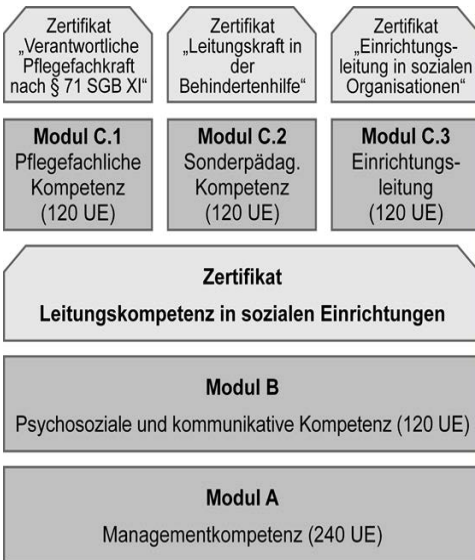 Zertifikat
„Verantwortliche
Pflegefachkraft
nach § 71 SGB XI“
Zertifikat
„Leitungskraft in
der
Behindertenhilfe“
Zertifikat
„Einrichtungs-
leitung in sozialen
Organisationen“
Modul C.1
Pflegefachliche
Kompetenz
(120 UE)
Modul C.2
Sonderpädag.
Kompetenz
(120 UE)
Modul C.3
Einrichtungs-
leitung
(120 UE)
Zertifikat
Leitungskompetenz in sozialen Einrichtungen
Modul B
Psychosoziale und kommunikative Kompetenz (120 UE)
Modul A
Managementkompetenz (240 UE)